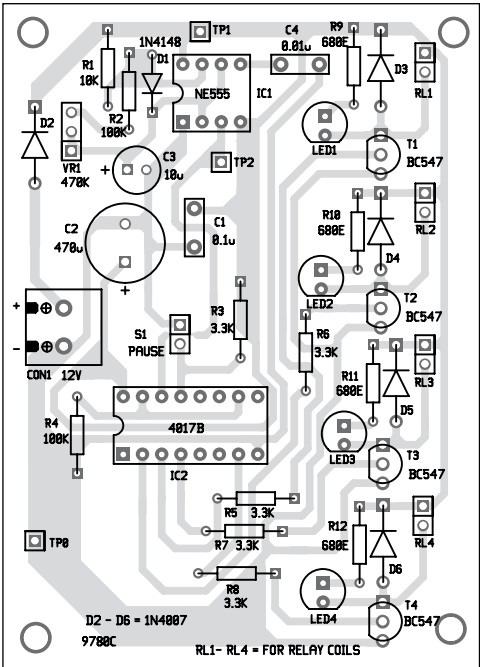 TP1
C4
0.01u
R9
680E
1N4148
D1
R1
10K
NE555
IC1
D3
RL1
D2
R2
100K
LED1
T1
BC547
VR1
470K
+
C3
10u
TP2
C2
470u
+
C1
0.1u
R10
680E
RL2
D4
LED2
T2
BC547
+
-
CON1 12V
S1
PAUSE
R3
3.3K
R6
3.3K
RL3
R11
680E
D5
R4
100K
4017B
IC2
LED3
T3
BC547
R5 3.3K
R7 3.3K
R8
3.3K
R12
680E
RL4
D6
TP0
LED4
T4
BC547
D2 - D6 = 1N4007
9780C
RL1- RL4 = FOR RELAY COILS